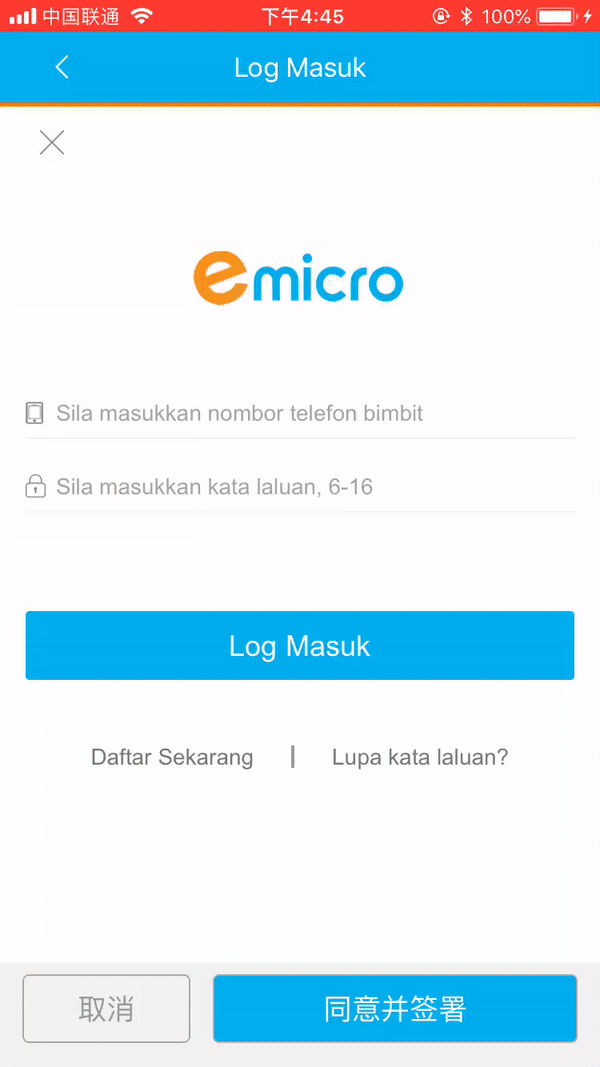 中国联通 下午4:45 100%
Log Masuk
emicro
Sila masukkan nombor telefon bimbit
Sila masukkan kata laluan, 6-16
Log Masuk
Daftar Sekarang | Lupa kata laluan?
取消 同意并签署